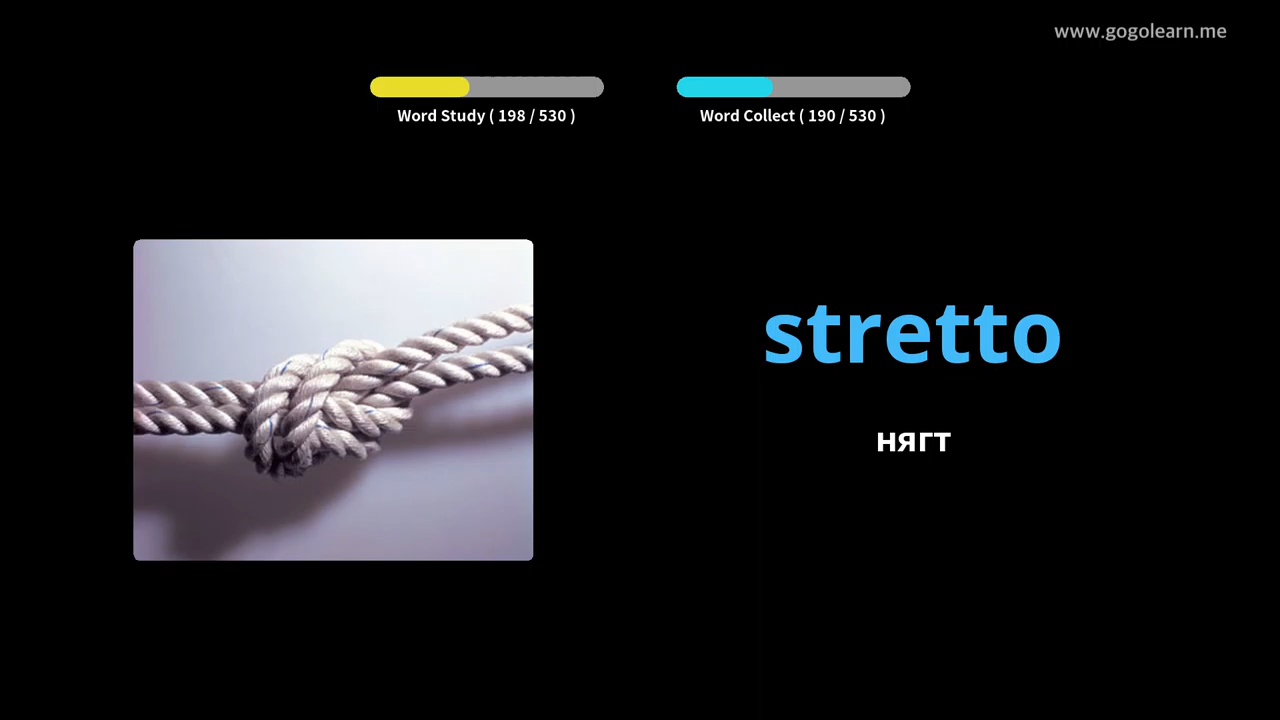 www.gogolearn.me
Word Study ( 198 / 530 )
Word Collect ( 190 / 530 )
stretto
нягт